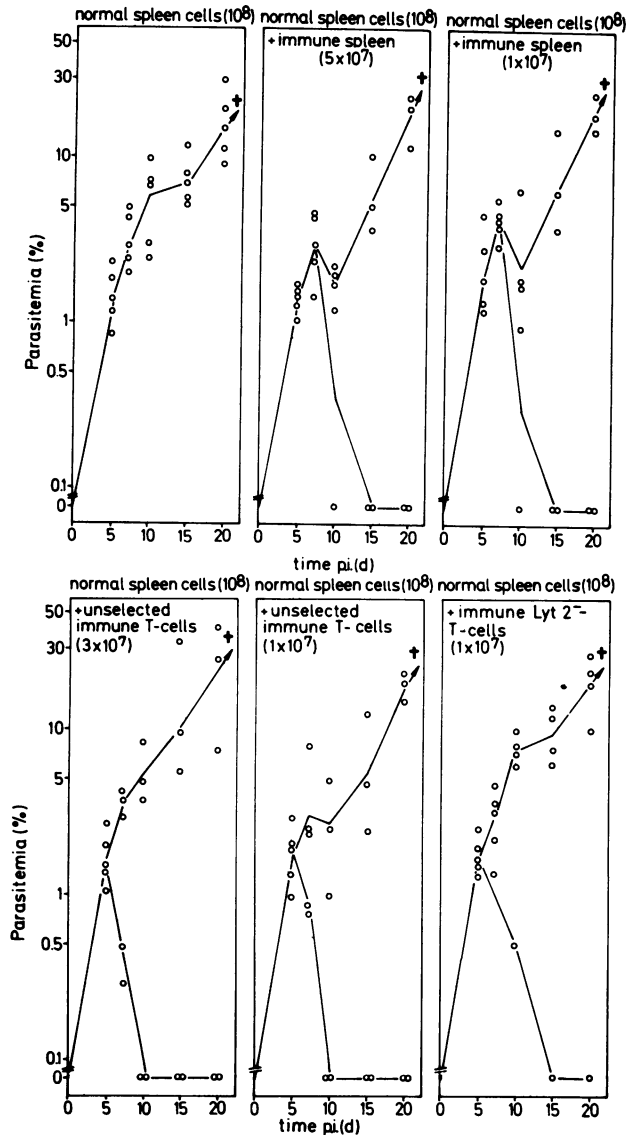 normal spleen cells (10⁸)
normal spleen cells (10⁸)
+ immune spleen
(5x10⁷)
normal spleen cells (10⁸)
+ immune spleen
(1x10⁷)
Parasitemia (%)
50
30
10
5
1
0.5
0.1
0
0 5 10 15 20
0 5 10 15 20
0 5 10 15 20
time p.i.(d)
normal spleen cells (10⁸)
+ unselected
immune T-cells
(3x10⁷)
normal spleen cells (10⁸)
+ unselected
immune T-cells
(1x10⁷)
normal spleen cells (10⁸)
+ immune Lyt 2⁻-
T-cells
(1x10⁷)
Parasitemia (%)
50
30
10
5
1
0.5
0.1
0
0 5 10 15 20
0 5 10 15 20
0 5 10 15 20
time p.i.(d)